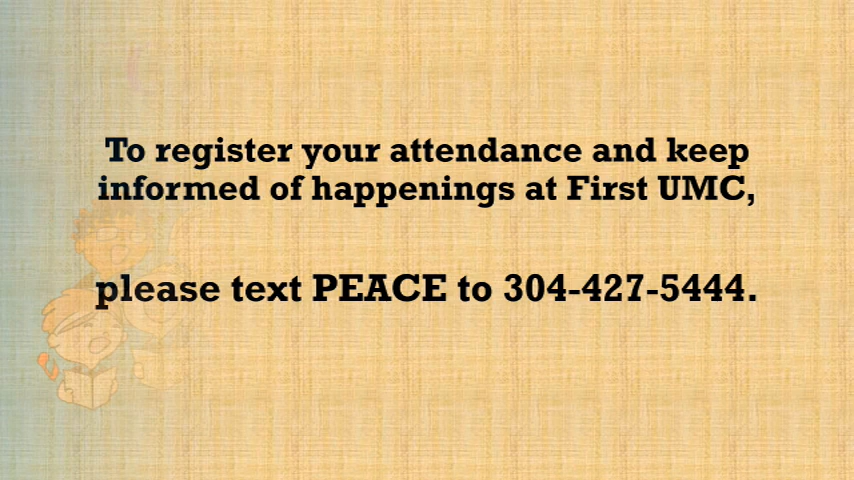 To register your attendance and keep
informed of happenings at First UMC,
please text PEACE to 304-427-5444.